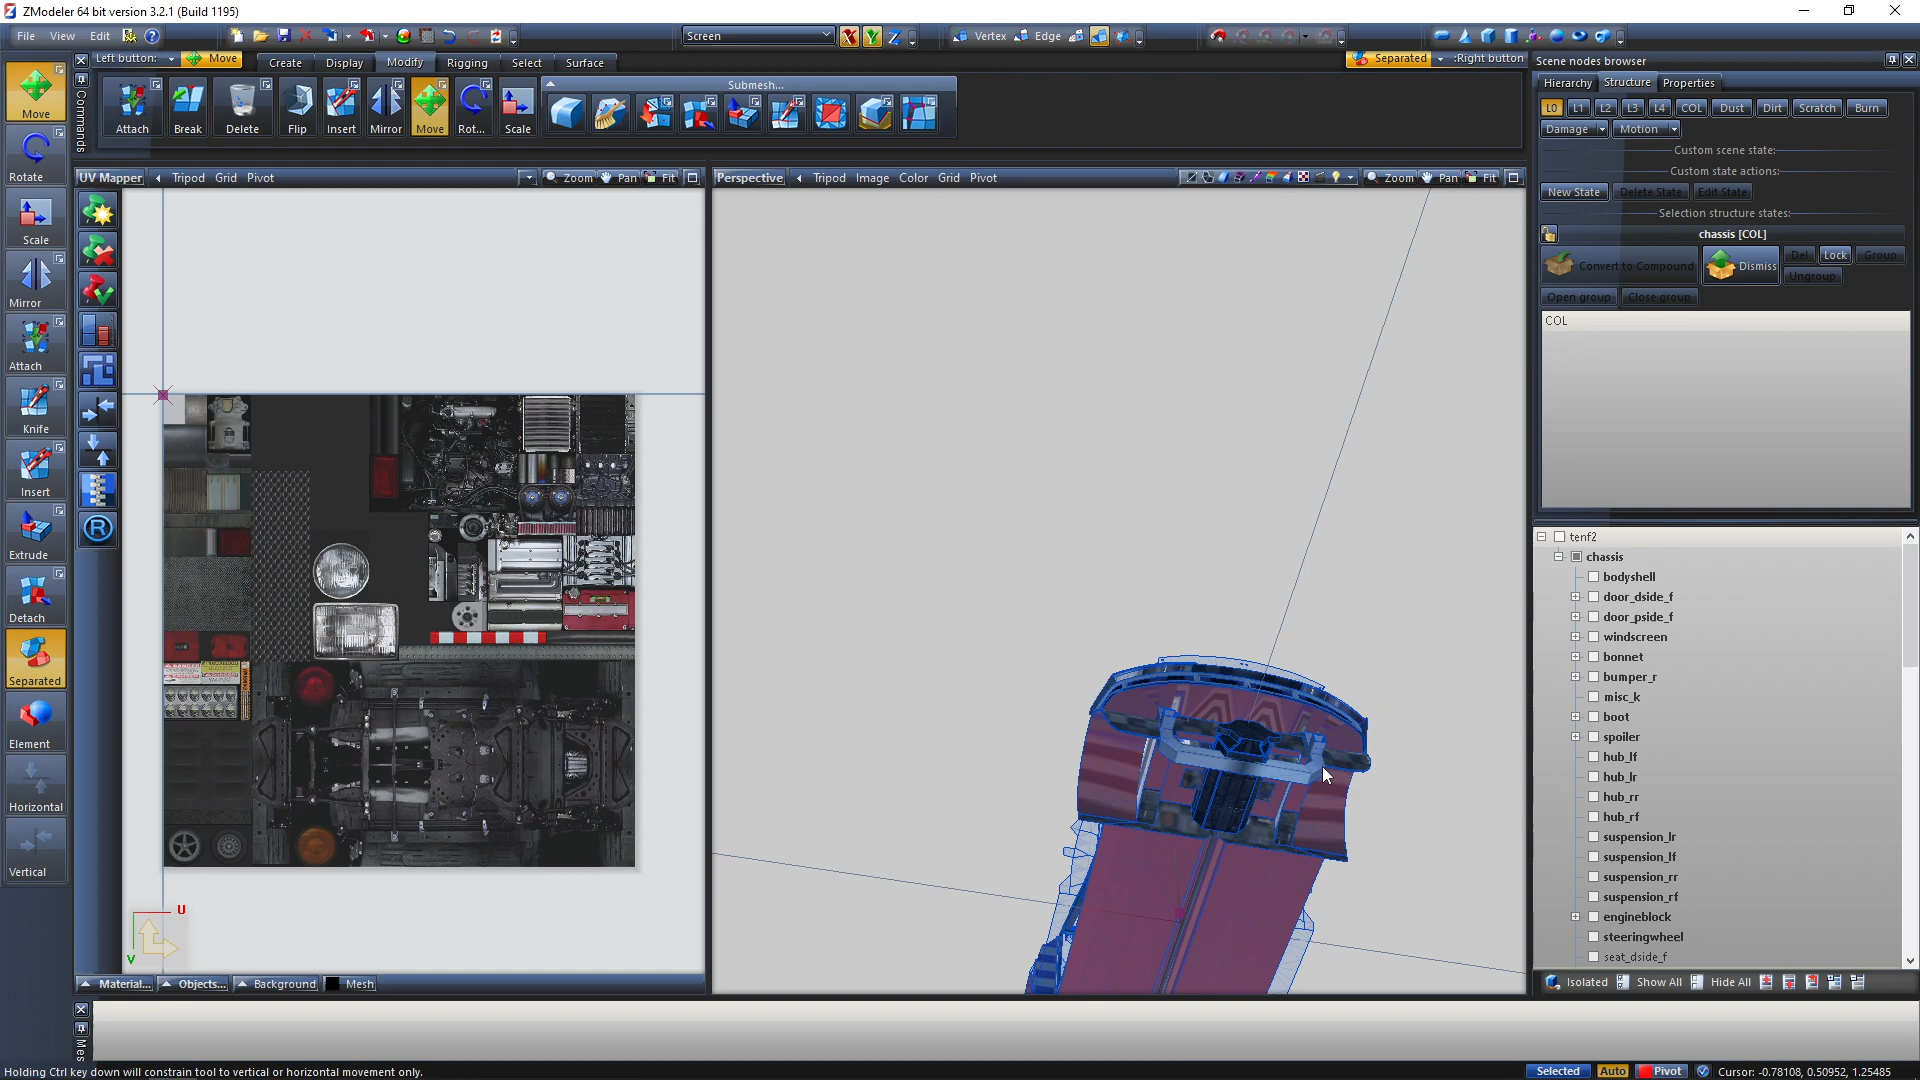 ZModeler 64 bit version 3.2.1 (Build 1195)
File View Edit
Screen
Vertex Edge
Left button: Move
Create Display Modify Rigging Select Surface
Separated :Right button
Scene nodes browser
Hierarchy Structure Properties
Commands
Submesh...
Attach Break Delete Flip Insert Mirror Move Rot... Scale
L0 L1 L2 L3 L4 COL Dust Dirt Scratch Burn
Damage Motion
Custom scene state:
Custom state actions:
New State Delete State Edit State
Selection structure states:
chassis [COL]
Convert to Compound Dismiss Del Lock Group
Ungroup
Open group Close group
COL
Move
Rotate
Scale
Mirror
Attach
Knife
Insert
Extrude
Detach
Separated
Element
Horizontal
Vertical
UV Mapper Tripod Grid Pivot Zoom Pan Fit
Perspective Tripod Image Color Grid Pivot Zoom Pan Fit
U
V
tenf2
chassis
bodyshell
door_dside_f
door_pside_f
windscreen
bonnet
bumper_r
misc_k
boot
spoiler
hub_lf
hub_lr
hub_rr
hub_rf
suspension_lr
suspension_lf
suspension_rr
suspension_rf
engineblock
steeringwheel
seat_dside_f
Material... Objects... Background Mesh
Isolated Show All Hide All
Mes
Holding Ctrl key down will constrain tool to vertical or horizontal movement only.
Selected Auto Pivot Cursor: -0.78108, 0.50952, 1.25485